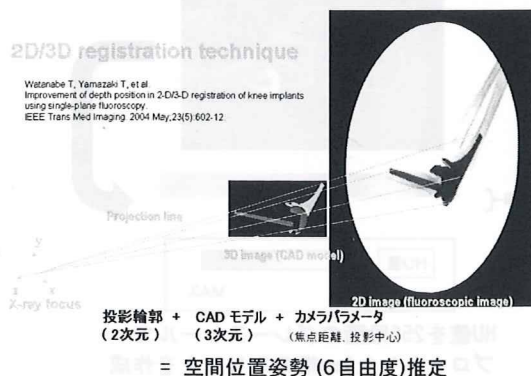 2D/3D registration technique
Watanabe T, Yamazaki T, et al.
Improvement of depth position in 2-D/3-D registration of knee implants
using single-plane fluoroscopy.
IEEE Trans Med Imaging. 2004 May;23(5):602-12.
Projection line
3D image (CAD model)
y
z x
X-ray focus
2D image (fluoroscopic image)
投影輪郭 + CAD モデル + カメラパラメータ
(2次元) (3次元) (焦点距離、投影中心)
= 空間位置姿勢 (6自由度)推定